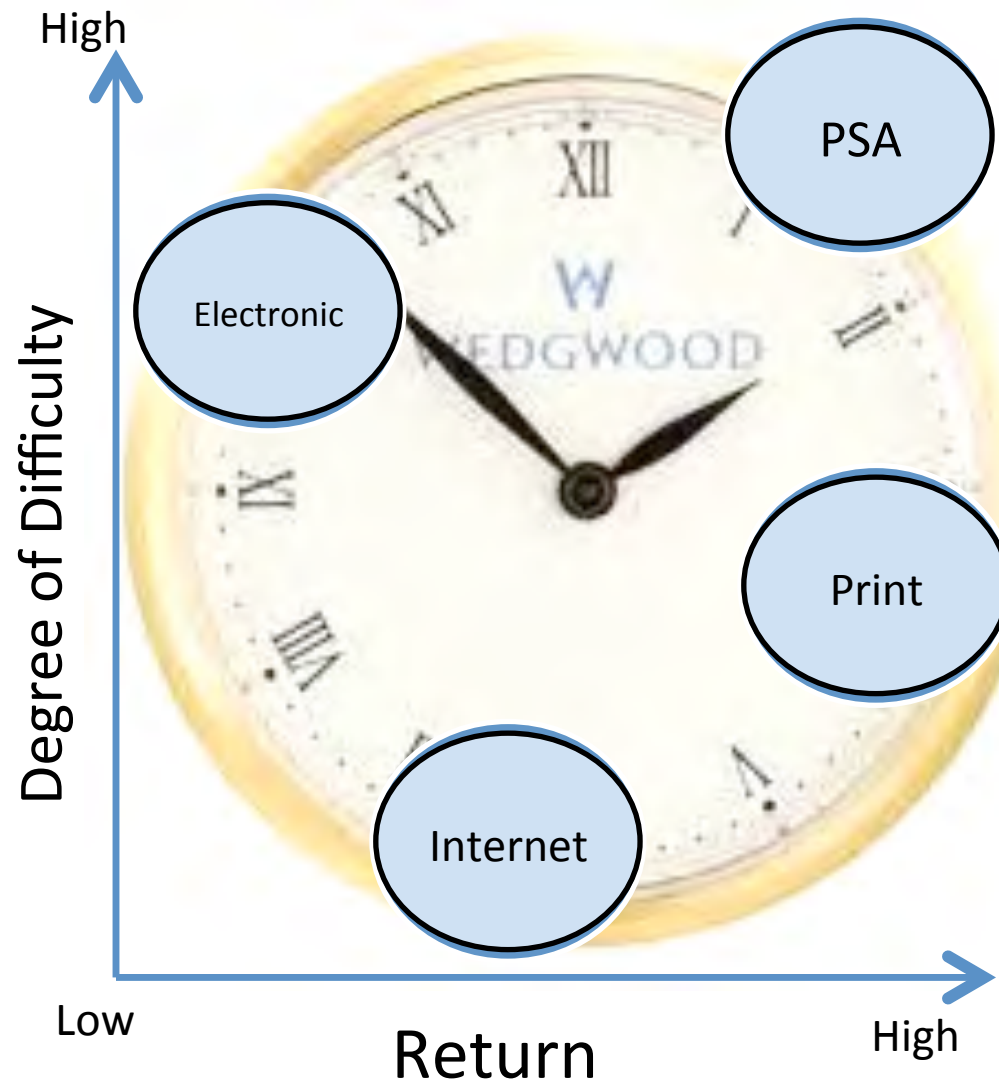 High
PSA
XII
XI
I
W
WEDGWOOD
Electronic
II
Degree of Difficulty
IX
Print
VIII
V
Internet
Low
High
Return